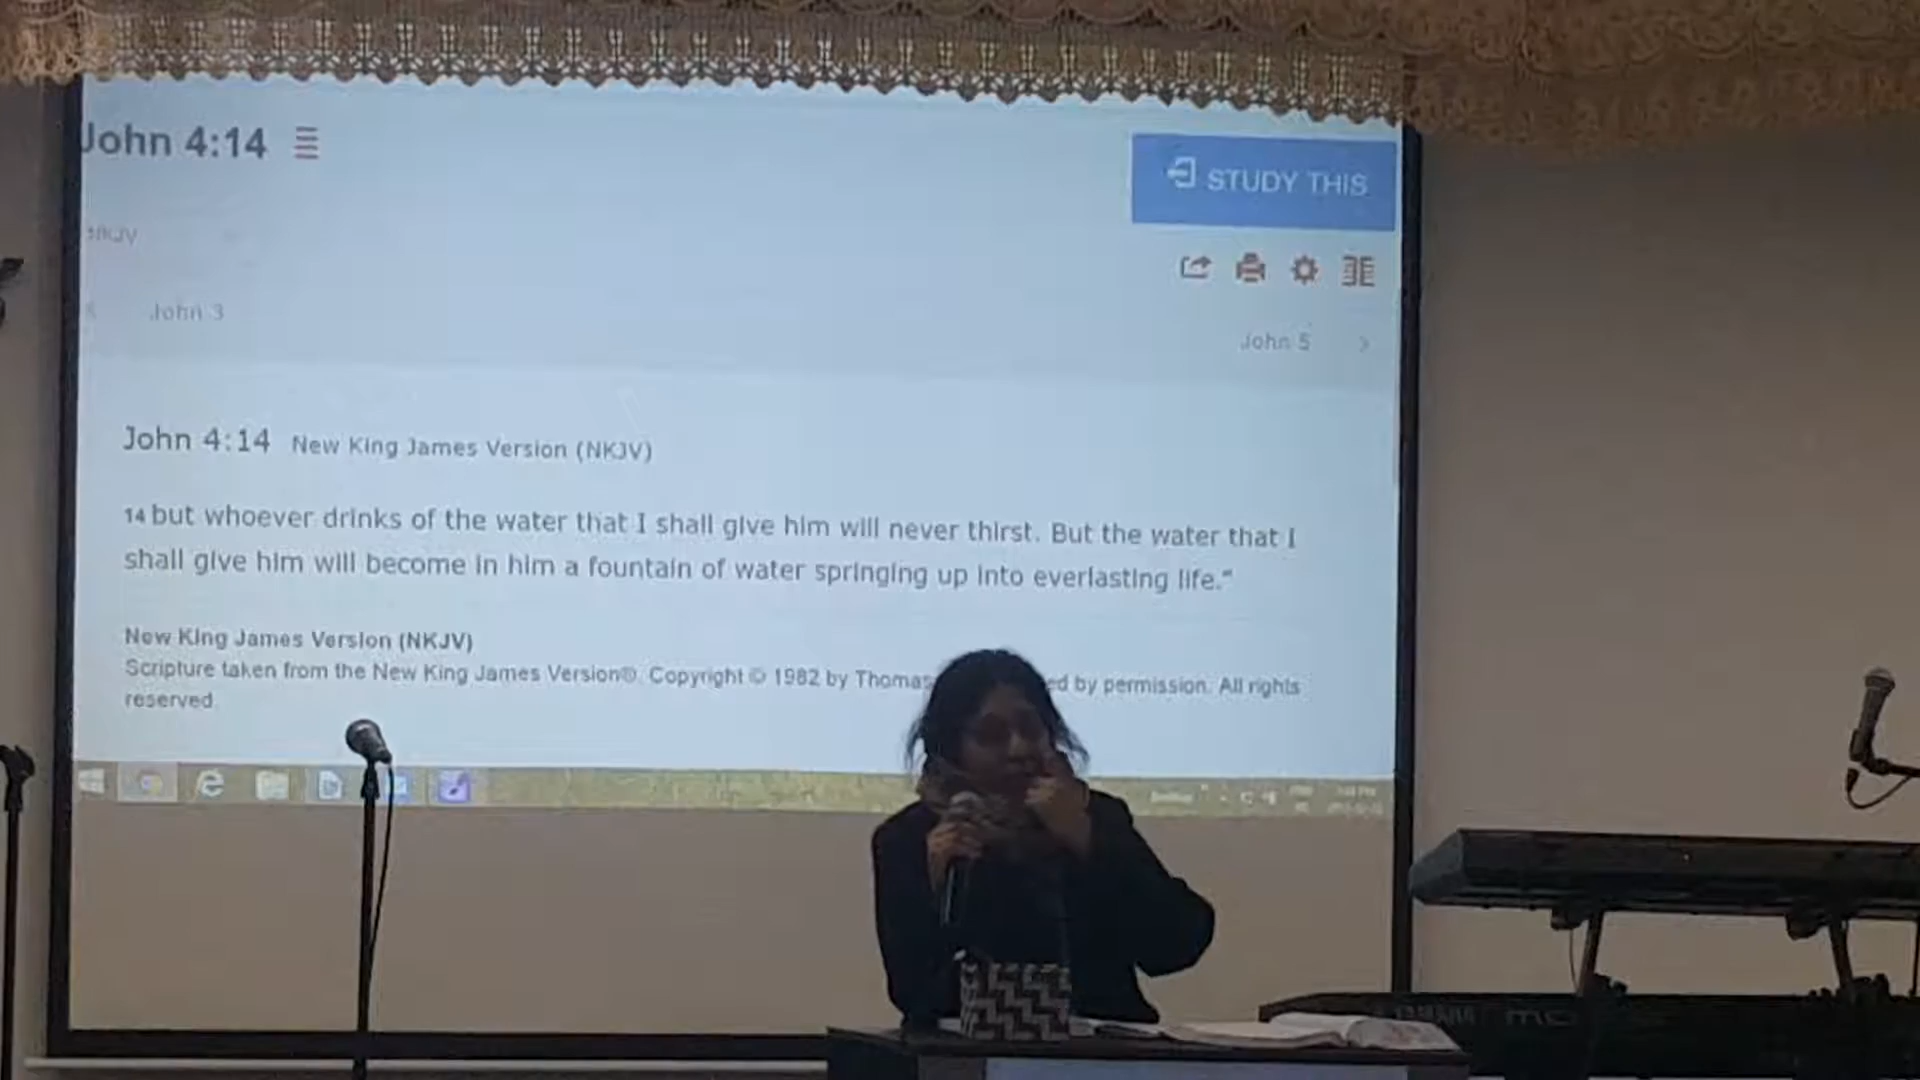 John 4:14
STUDY THIS
NKJV
John 3
John 5
John 4:14 New King James Version (NKJV)
14 but whoever drinks of the water that I shall give him will never thirst. But the water that I
shall give him will become in him a fountain of water springing up into everlasting life."
New King James Version (NKJV)
Scripture taken from the New King James Version®. Copyright © 1982 by Thomas ed by permission. All rights
reserved.
YAMAHA